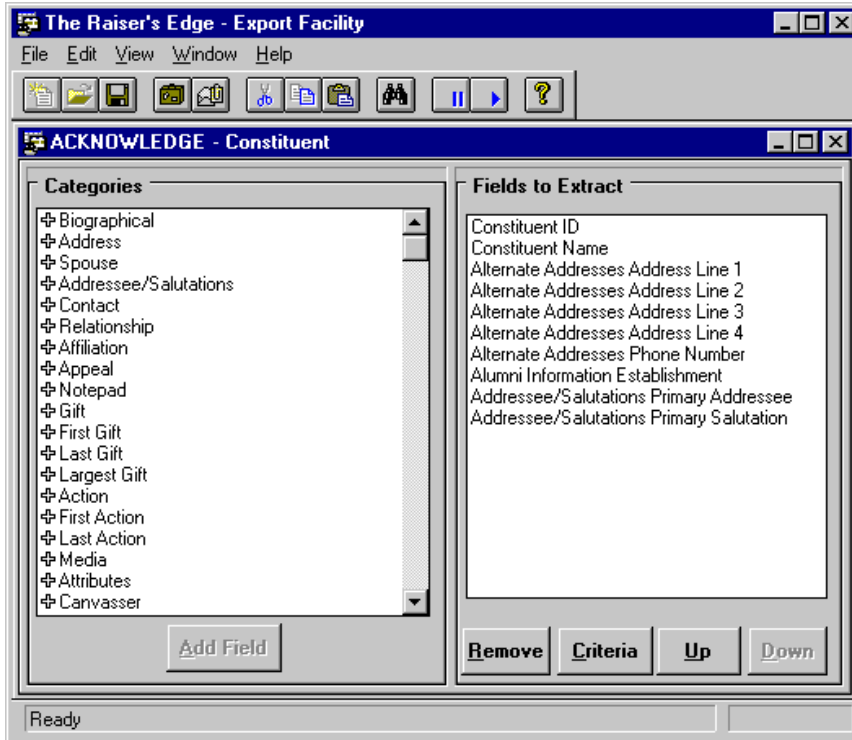 The Raiser's Edge - Export Facility
File Edit View Window Help
ACKNOWLEDGE - Constituent
Categories
Biographical
Address
Spouse
Addressee/Salutations
Contact
Relationship
Affiliation
Appeal
Notepad
Gift
First Gift
Last Gift
Largest Gift
Action
First Action
Last Action
Media
Attributes
Canvasser
Add Field
Fields to Extract
Constituent ID
Constituent Name
Alternate Addresses Address Line 1
Alternate Addresses Address Line 2
Alternate Addresses Address Line 3
Alternate Addresses Address Line 4
Alternate Addresses Phone Number
Alumni Information Establishment
Addressee/Salutations Primary Addressee
Addressee/Salutations Primary Salutation
Remove Criteria Up Down
Ready